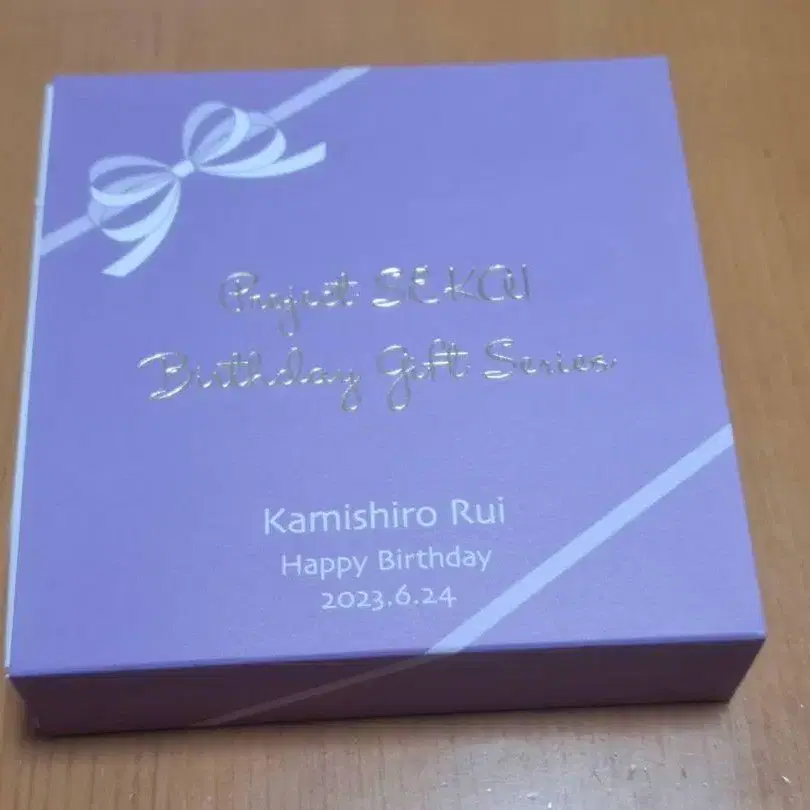 Project SEKAI
Birthday Gift Series
Kamishiro Rui
Happy Birthday
2023.6.24